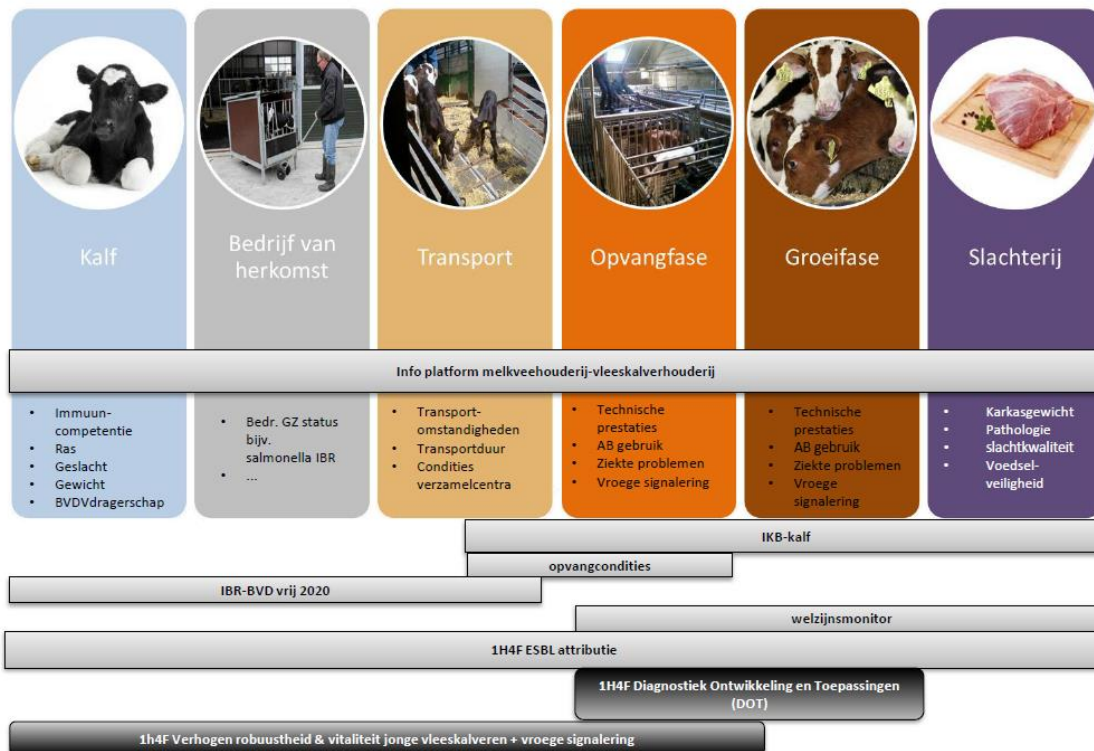 Kalf
Bedrijf van
herkomst
Transport
Opvangfase
Groeifase
Slachterij
Info platform melkveehouderij-vleeskalverhouderij
• Immuun-
competentie
• Ras
• Geslacht
• Gewicht
• BVDVdragerschap
• Bedr. GZ status
bijv.
salmonella IBR
• ...
• Transport-
omstandigheden
• Transportduur
• Condities
verzamelcentra
• Technische
prestaties
• AB gebruik
• Ziekte problemen
• Vroege signalering
• Technische
prestaties
• AB gebruik
• Ziekte problemen
• Vroege
signalering
• Karkasgewicht
• Pathologie
• slachtkwaliteit
• Voedsel-
veiligheid
IKB-kalf
opvangcondities
IBR-BVD vrij 2020
welzijnsmonitor
1H4F ESBL attributie
1H4F Diagnostiek Ontwikkeling en Toepassingen
(DOT)
1h4F Verhogen robuustheid & vitaliteit jonge vleeskalveren + vroege signalering